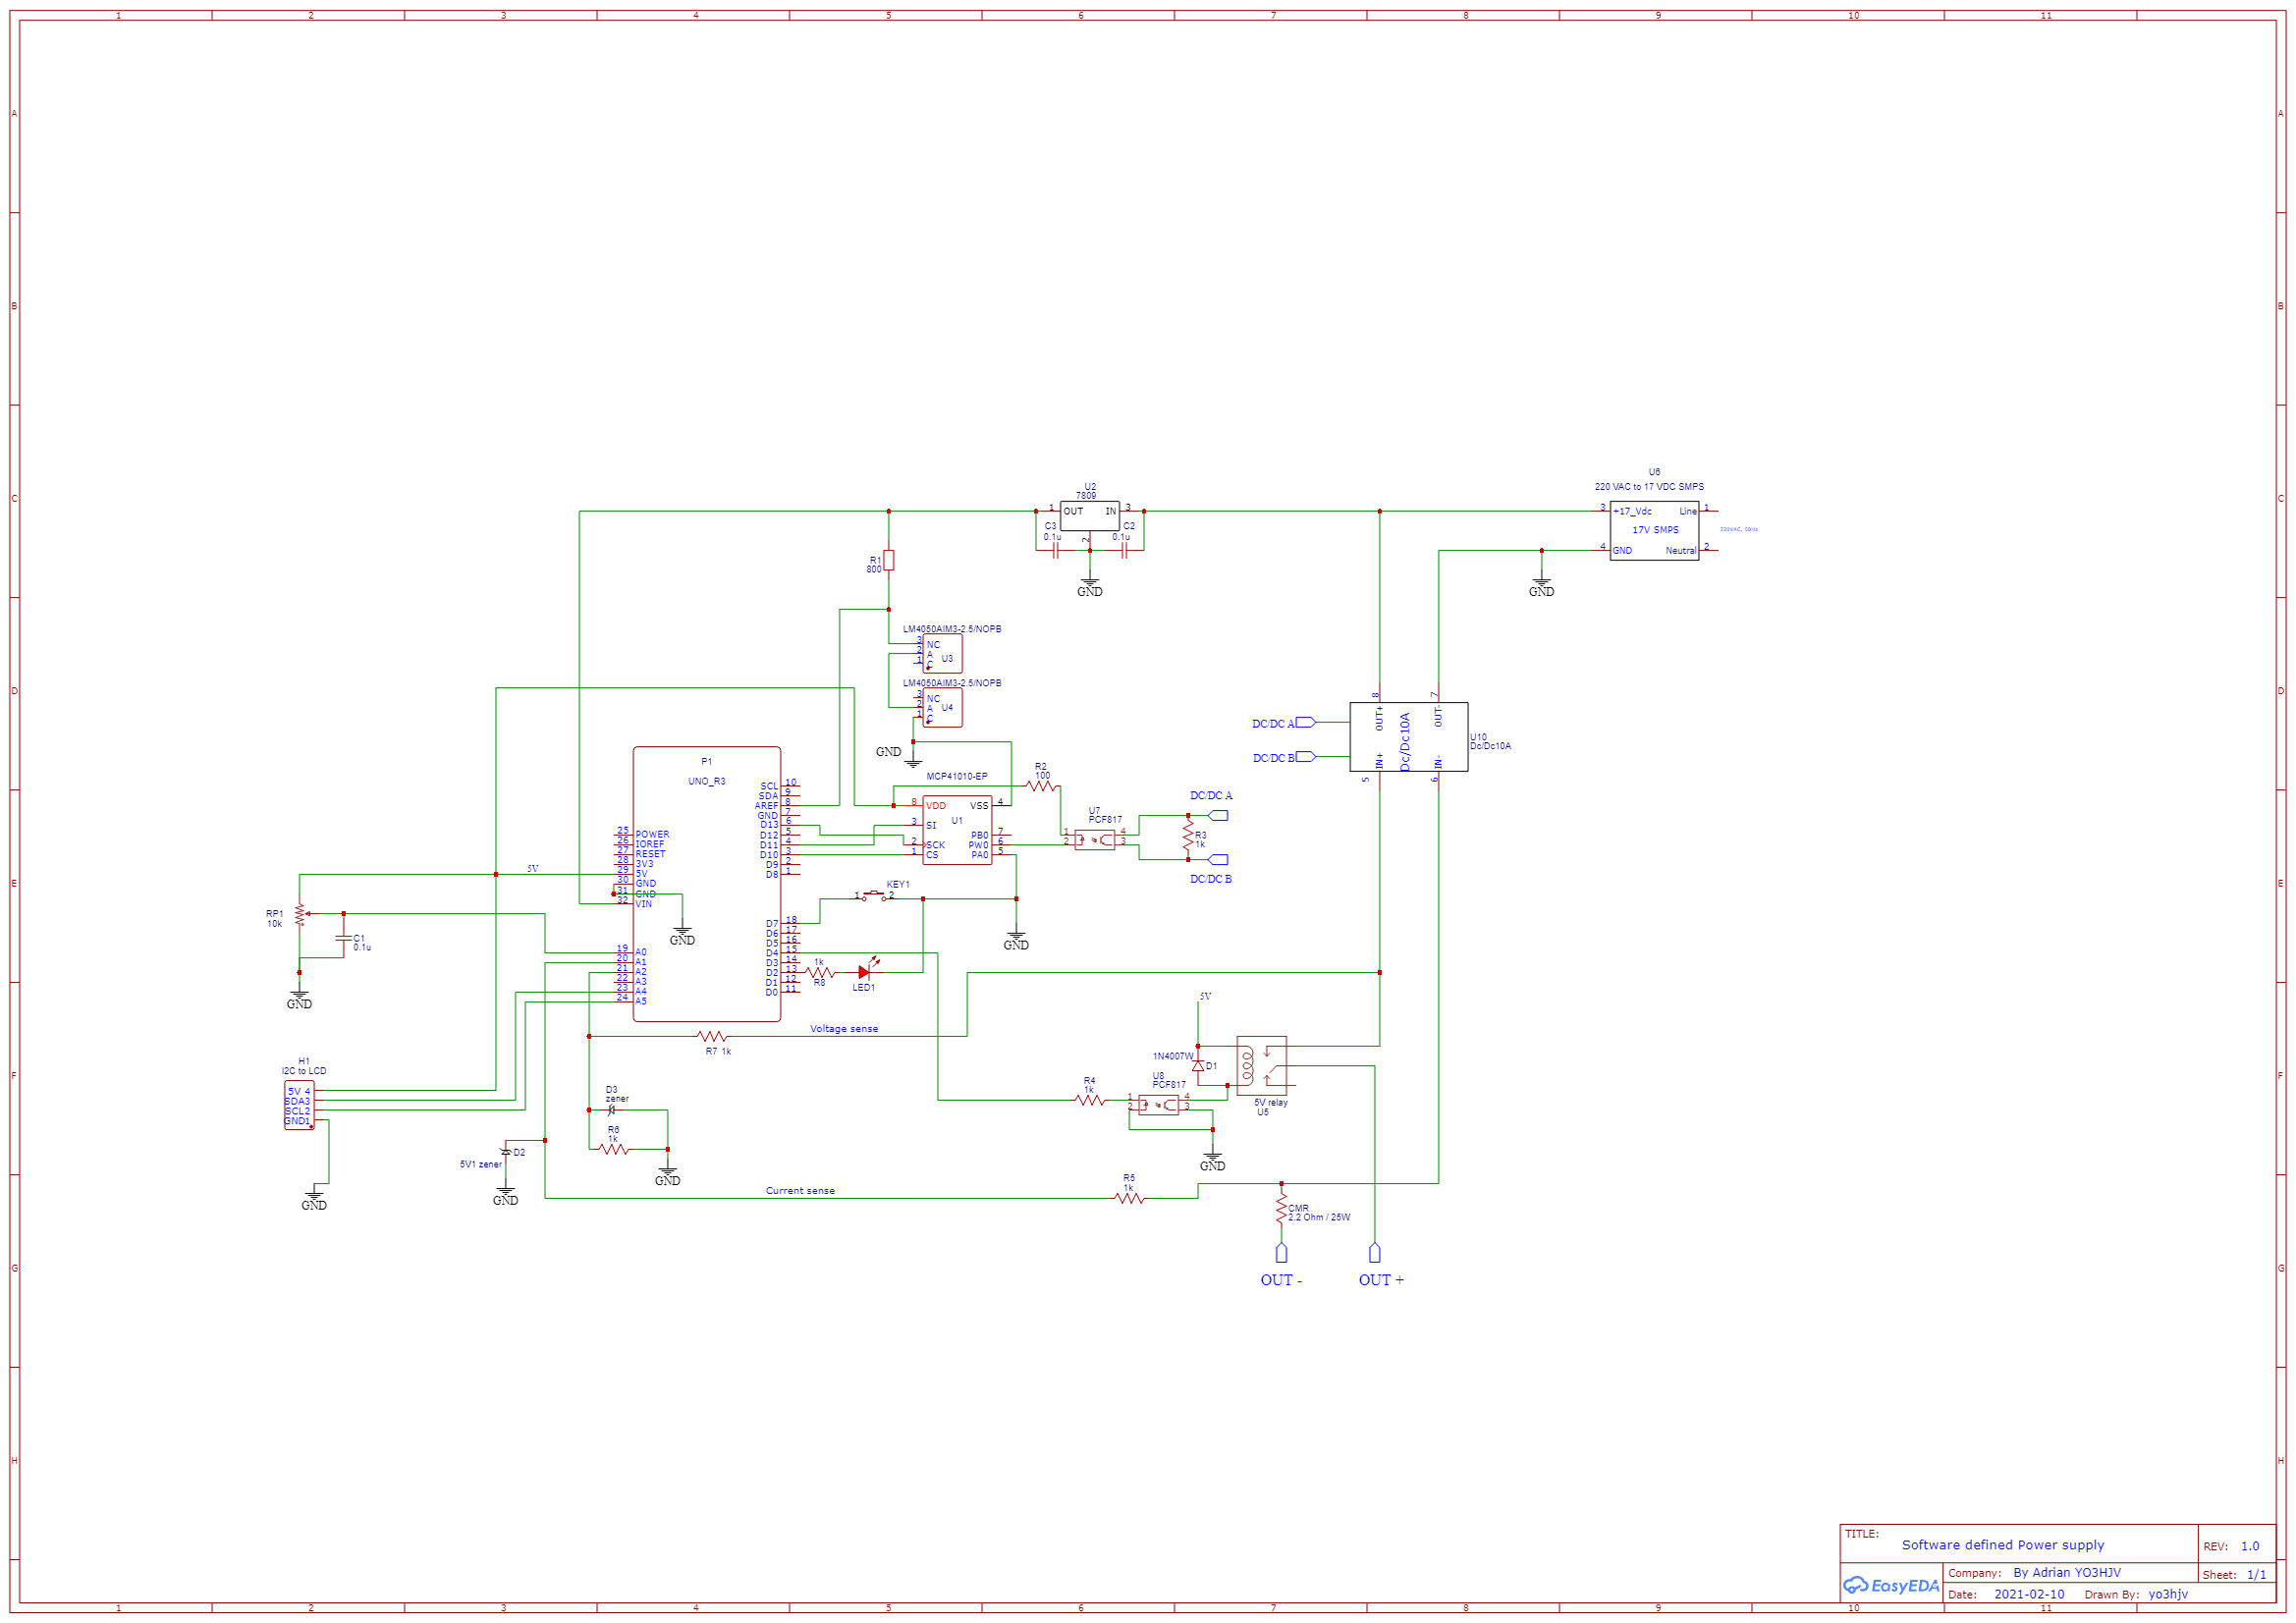 1 2 3 4 5 6 7 8 9 10 11
A A
B B
C C
D D
E E
F F
G G
H H
U6
220 VAC to 17 VDC SMPS
3 +17_Vdc Line 1
17V SMPS
220VAC, 50Hz
4 GND Neutral 2
GND
U2
7809
1 OUT IN 3
2
C3
0.1u
C2
0.1u
GND
R1
800
LM4050AIM3-2.5/NOPB
3 NC
2 A
1 C
U3
LM4050AIM3-2.5/NOPB
3 NC
2 A
1 C
U4
GND
8 OUT+
7 OUT-
Dc/Dc10A
5 IN+
6 IN-
U10
Dc/Dc10A
DC/DC A
DC/DC B
P1
UNO_R3
SCL 10
SDA 9
AREF 8
GND 7
D13 6
D12 5
D11 4
D10 3
D9 2
D8 1
25 POWER
26 IOREF
27 RESET
28 3V3
29 5V
30 GND
31 GND
32 VIN
GND
D7 18
D6 17
D5 16
D4 15
D3 14
D2 13
D1 12
D0 11
19 A0
20 A1
21 A2
22 A3
23 A4
24 A5
MCP41010-EP
8 VDD VSS 4
U1
3 SI
PB0 7
2 SCK PW0 6
1 CS PA0 5
R2
100
U7
PCF817
1 4
2 3
DC/DC A
R3
1k
DC/DC B
5V
RP1
10k
C1
0.1u
GND
KEY1
1 2
GND
1k
R8
LED1
Voltage sense
R7 1k
H1
I2C to LCD
5V 4
SDA3
SCL2
GND1
GND
D3
zener
R6
1k
GND
D2
5V1 zener
GND
5V
1N4007W
D1
U8
PCF817
1 4
2 3
R4
1k
5V relay
U5
GND
Current sense
R5
1k
CMR
2.2 Ohm / 25W
OUT - OUT +
TITLE:
Software defined Power supply
REV: 1.0
EasyEDA
Company: By Adrian YO3HJV
Sheet: 1/1
Date: 2021-02-10 Drawn By: yo3hjv
1 2 3 4 5 6 7 8 9 10 11